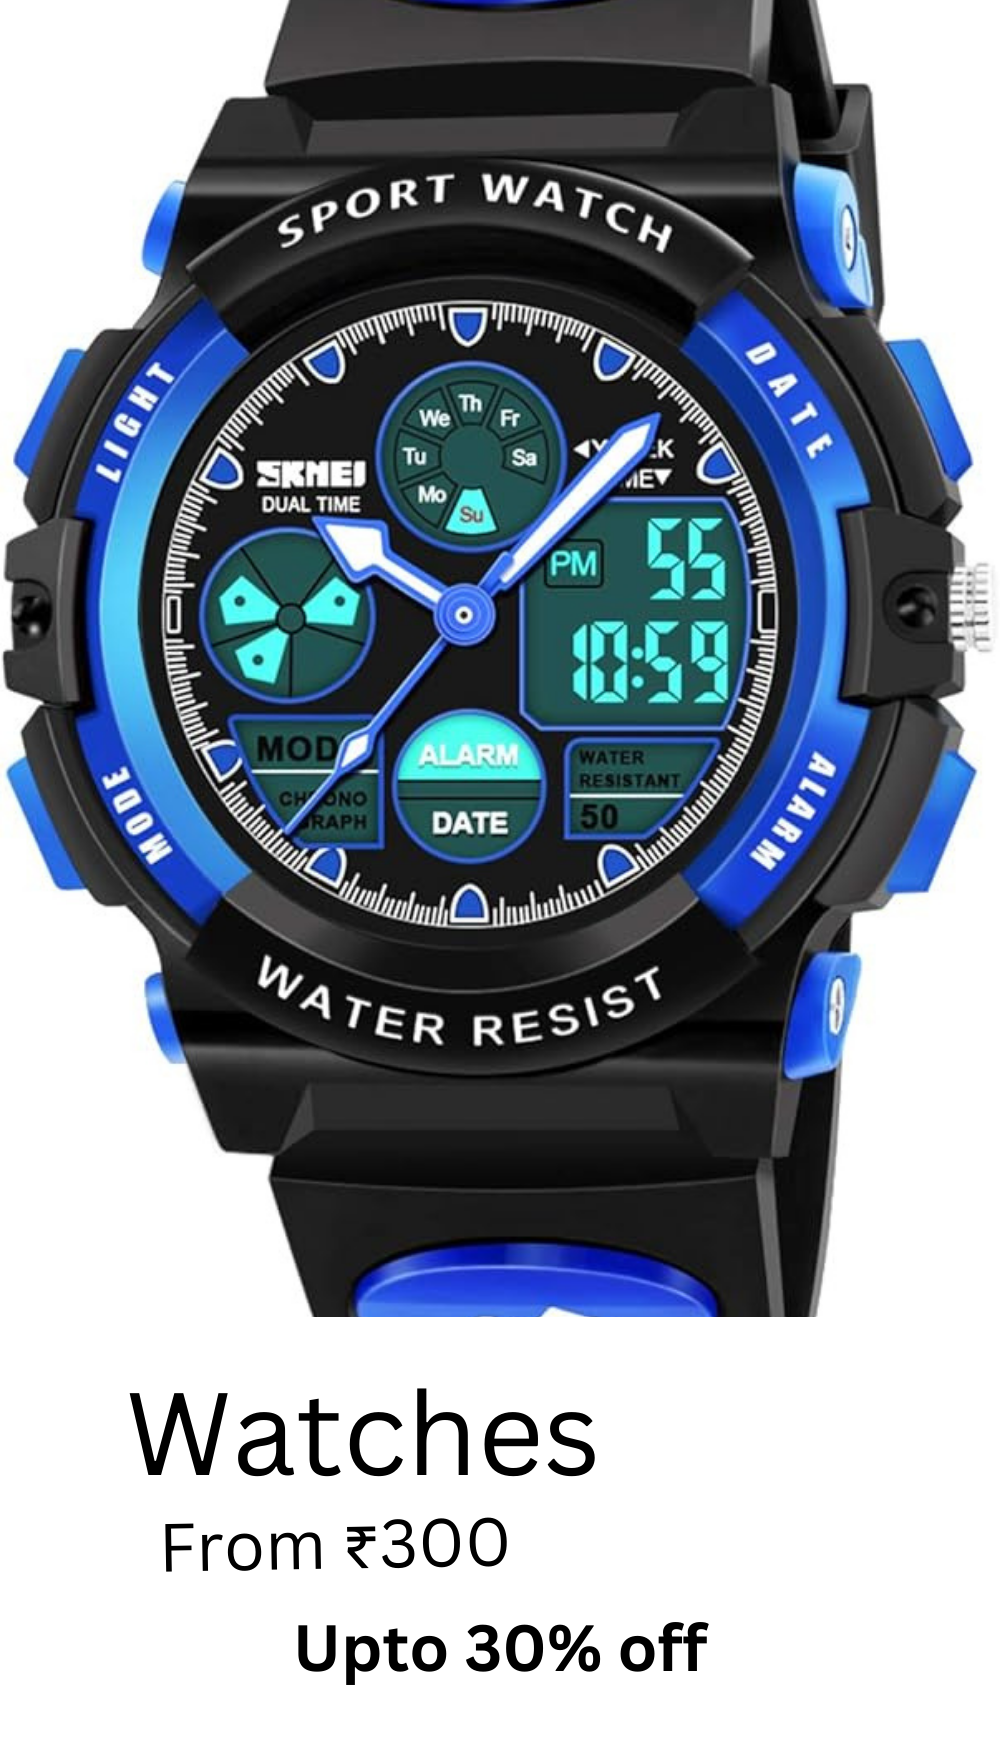 SPORT WATCH
LIGHT
DATE
Th
We
Fr
Tu
Sa
Mo
Su
SKMEI
DUAL TIME
PM
55
10:59
ALARM
DATE
WATER
RESISTANT
50
MODE
ALARM
WATER RESIST
Watches
From ₹300
Upto 30% off